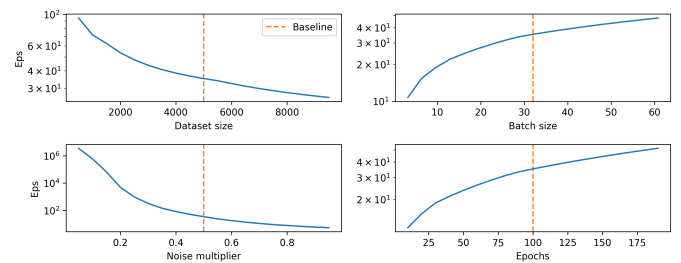 10²
6 × 10¹
4 × 10¹
3 × 10¹
Eps
Baseline
2000 4000 6000 8000
Dataset size
4 × 10¹
3 × 10¹
2 × 10¹
10¹
10 20 30 40 50 60
Batch size
10⁶
10⁴
10²
Eps
0.2 0.4 0.6 0.8
Noise multiplier
4 × 10¹
3 × 10¹
2 × 10¹
25 50 75 100 125 150 175
Epochs